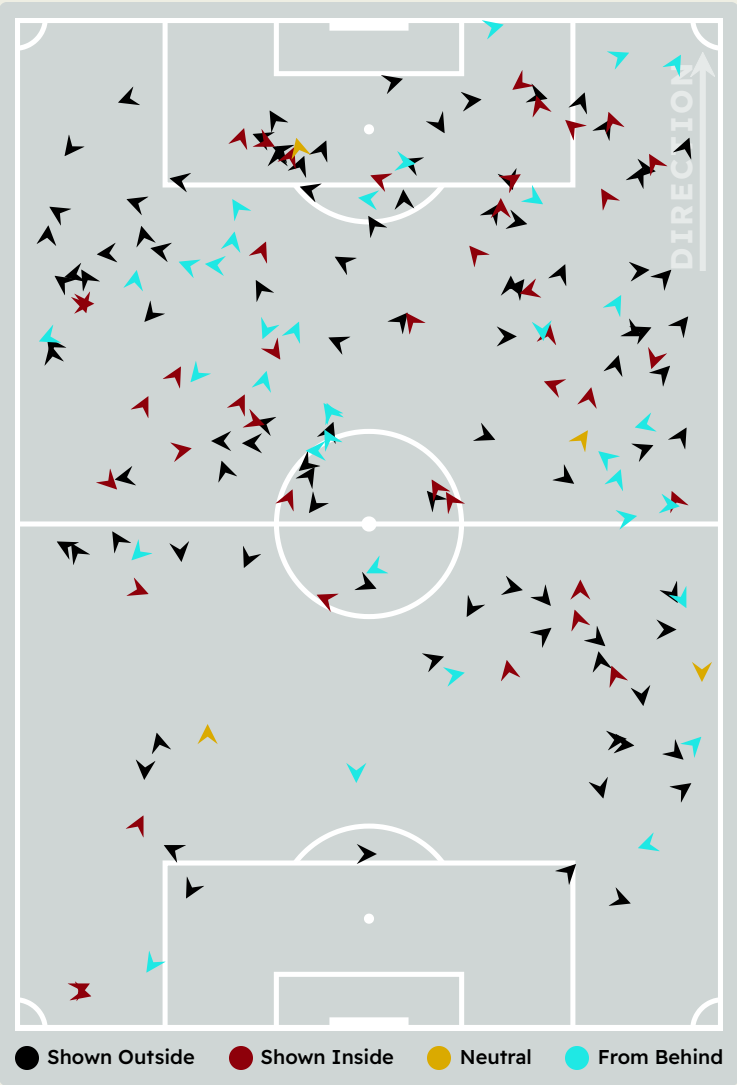 DIRECTION
Shown Outside
Shown Inside
Neutral
From Behind